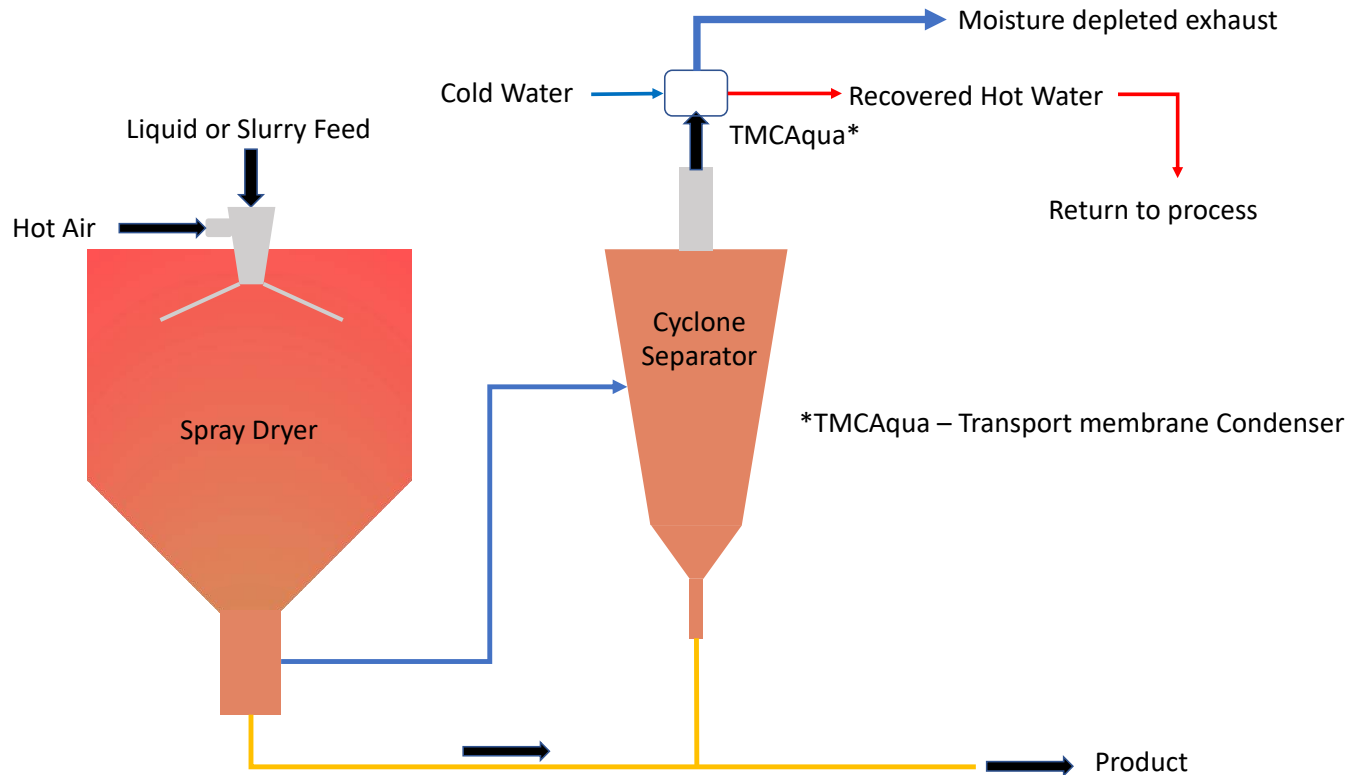 Moisture depleted exhaust
Cold Water
Recovered Hot Water
TMCAqua*
Liquid or Slurry Feed
Return to process
Hot Air
Cyclone
Separator
*TMCAqua – Transport membrane Condenser
Spray Dryer
Product